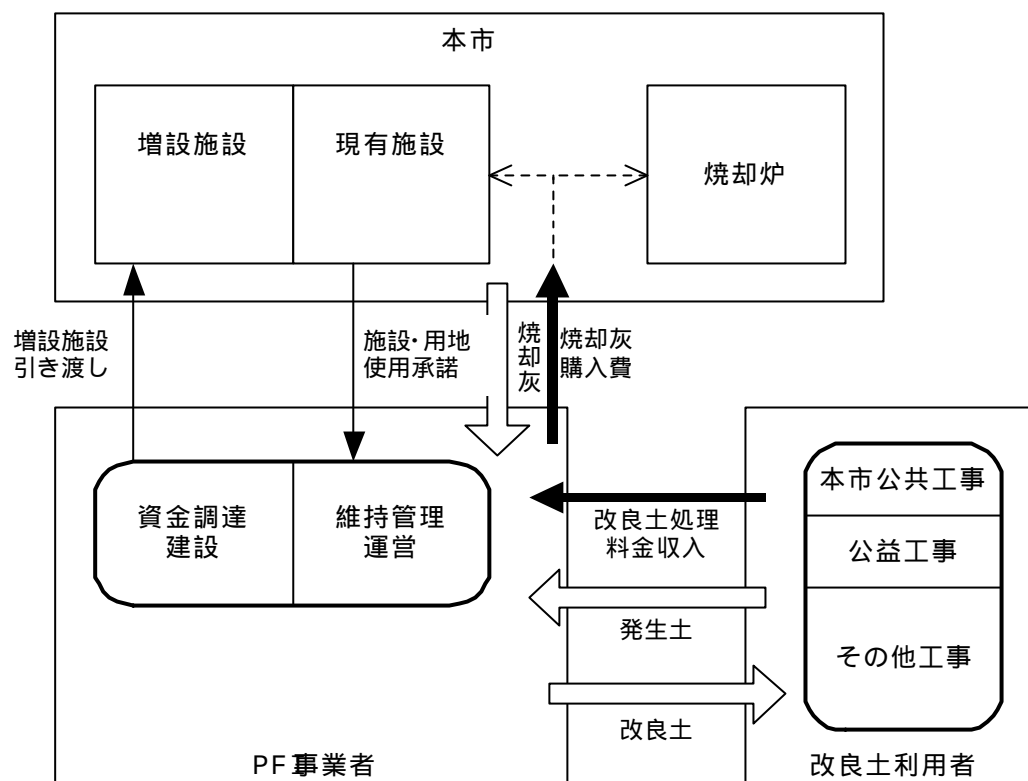 本市
増設施設
現有施設
焼却炉
増設施設
引き渡し
施設・用地
使用承諾
焼却灰
焼却灰
購入費
資金調達
建設
維持管理
運営
改良土処理
料金収入
発生土
改良土
本市公共工事
公益工事
その他工事
PFI事業者
改良土利用者